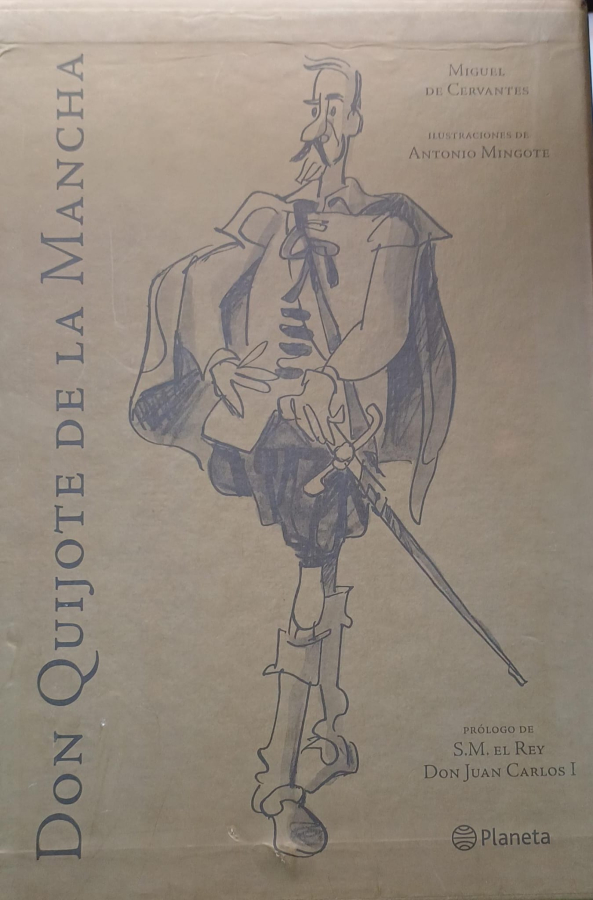 DON QUIJOTE DE LA MANCHA
MIGUEL
DE CERVANTES
ILUSTRACIONES DE
ANTONIO MINGOTE
PRÓLOGO DE
S.M. EL REY
DON JUAN CARLOS I
Planeta